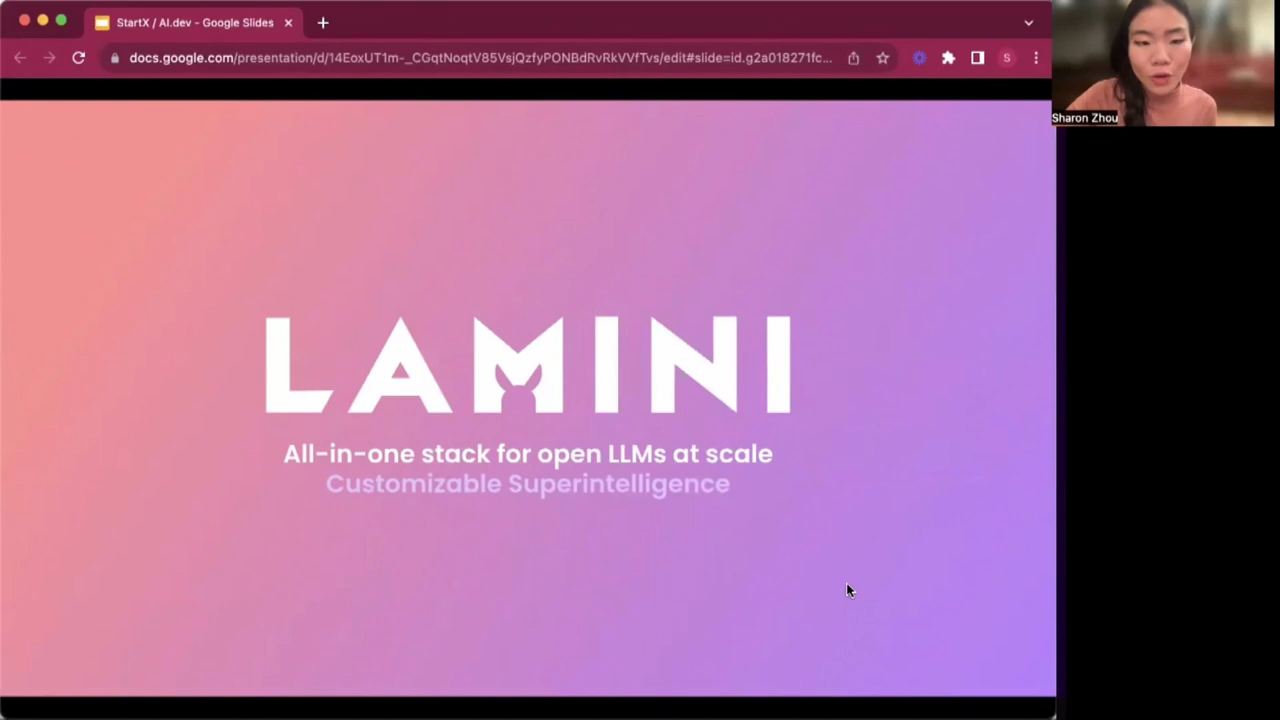 StartX / AI.dev - Google Slides
docs.google.com/presentation/d/14EoxUT1m-_CGqtNoqtV85VsjQzfyPONBdRvRkVVfTvs/edit#slide=id.g2a018271fc...
S
Sharon Zhou
LAMINI
All-in-one stack for open LLMs at scale
Customizable Superintelligence